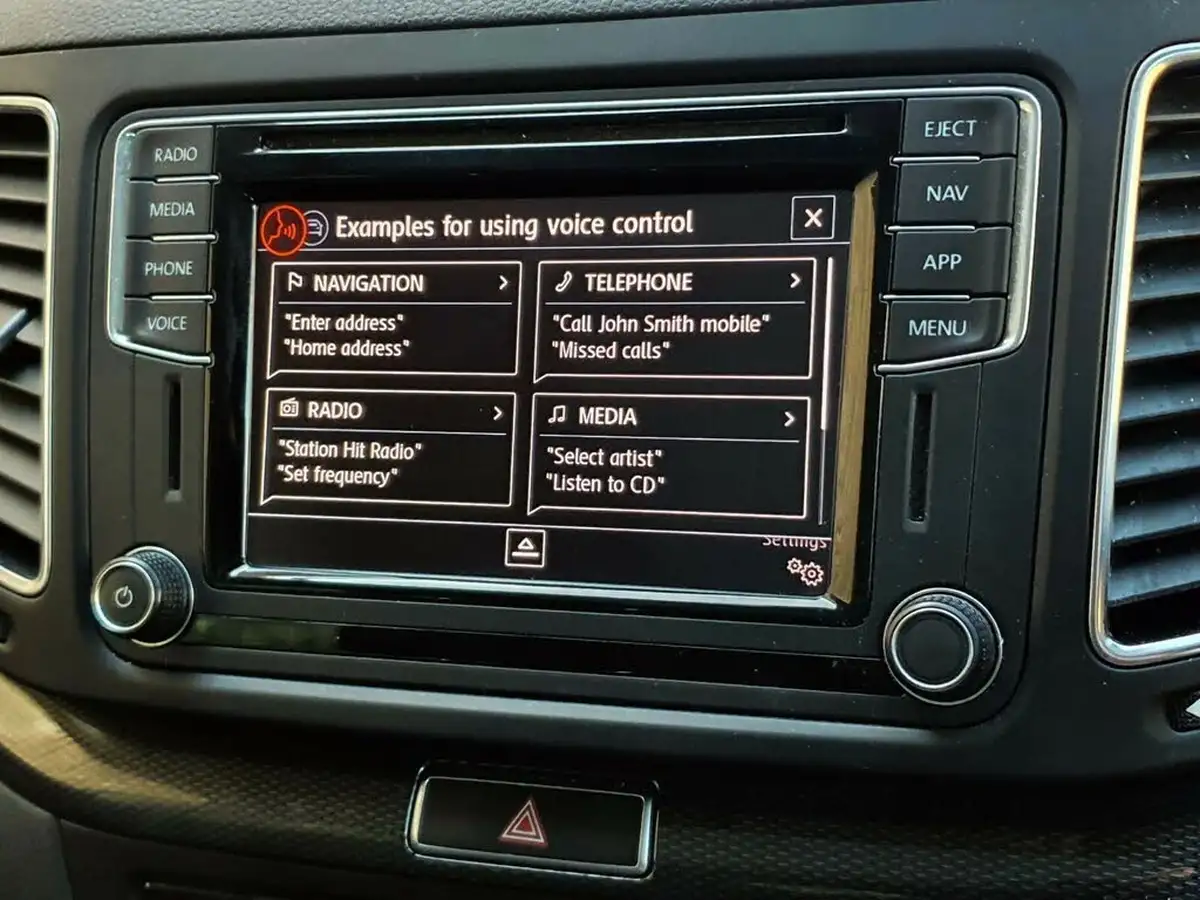 RADIO
MEDIA
PHONE
VOICE
EJECT
NAV
APP
MENU
Examples for using voice control
NAVIGATION
"Enter address"
"Home address"
TELEPHONE
"Call John Smith mobile"
"Missed calls"
RADIO
"Station Hit Radio"
"Set frequency"
MEDIA
"Select artist"
"Listen to CD"
Settings